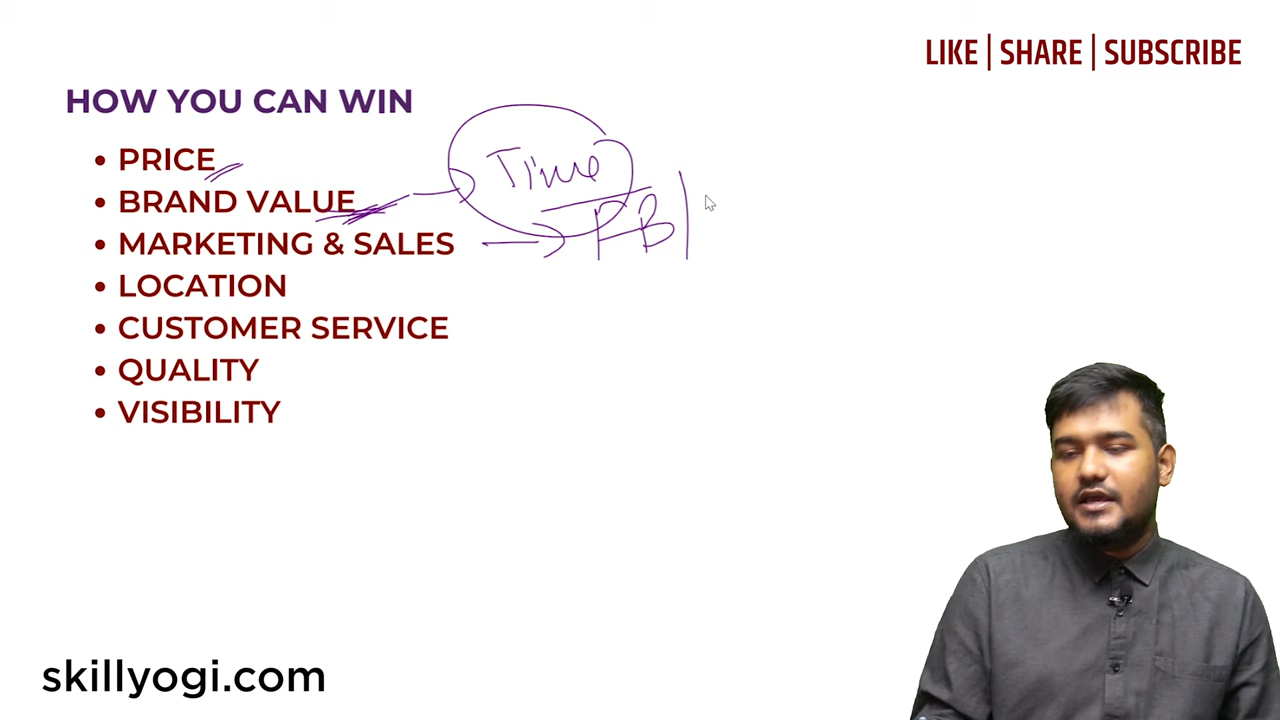 LIKE | SHARE | SUBSCRIBE
HOW YOU CAN WIN
• PRICE
• BRAND VALUE
Time
• MARKETING & SALES
PB|
• LOCATION
• CUSTOMER SERVICE
• QUALITY
• VISIBILITY
skillyogi.com